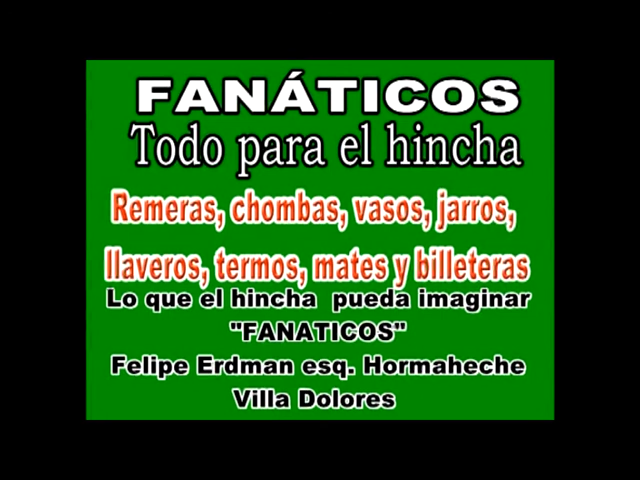 FANÁTICOS
Todo para el hincha
Remeras, chombas, vasos, jarros,
llaveros, termos, mates y billeteras
Lo que el hincha pueda imaginar
"FANATICOS"
Felipe Erdman esq. Hormaheche
Villa Dolores